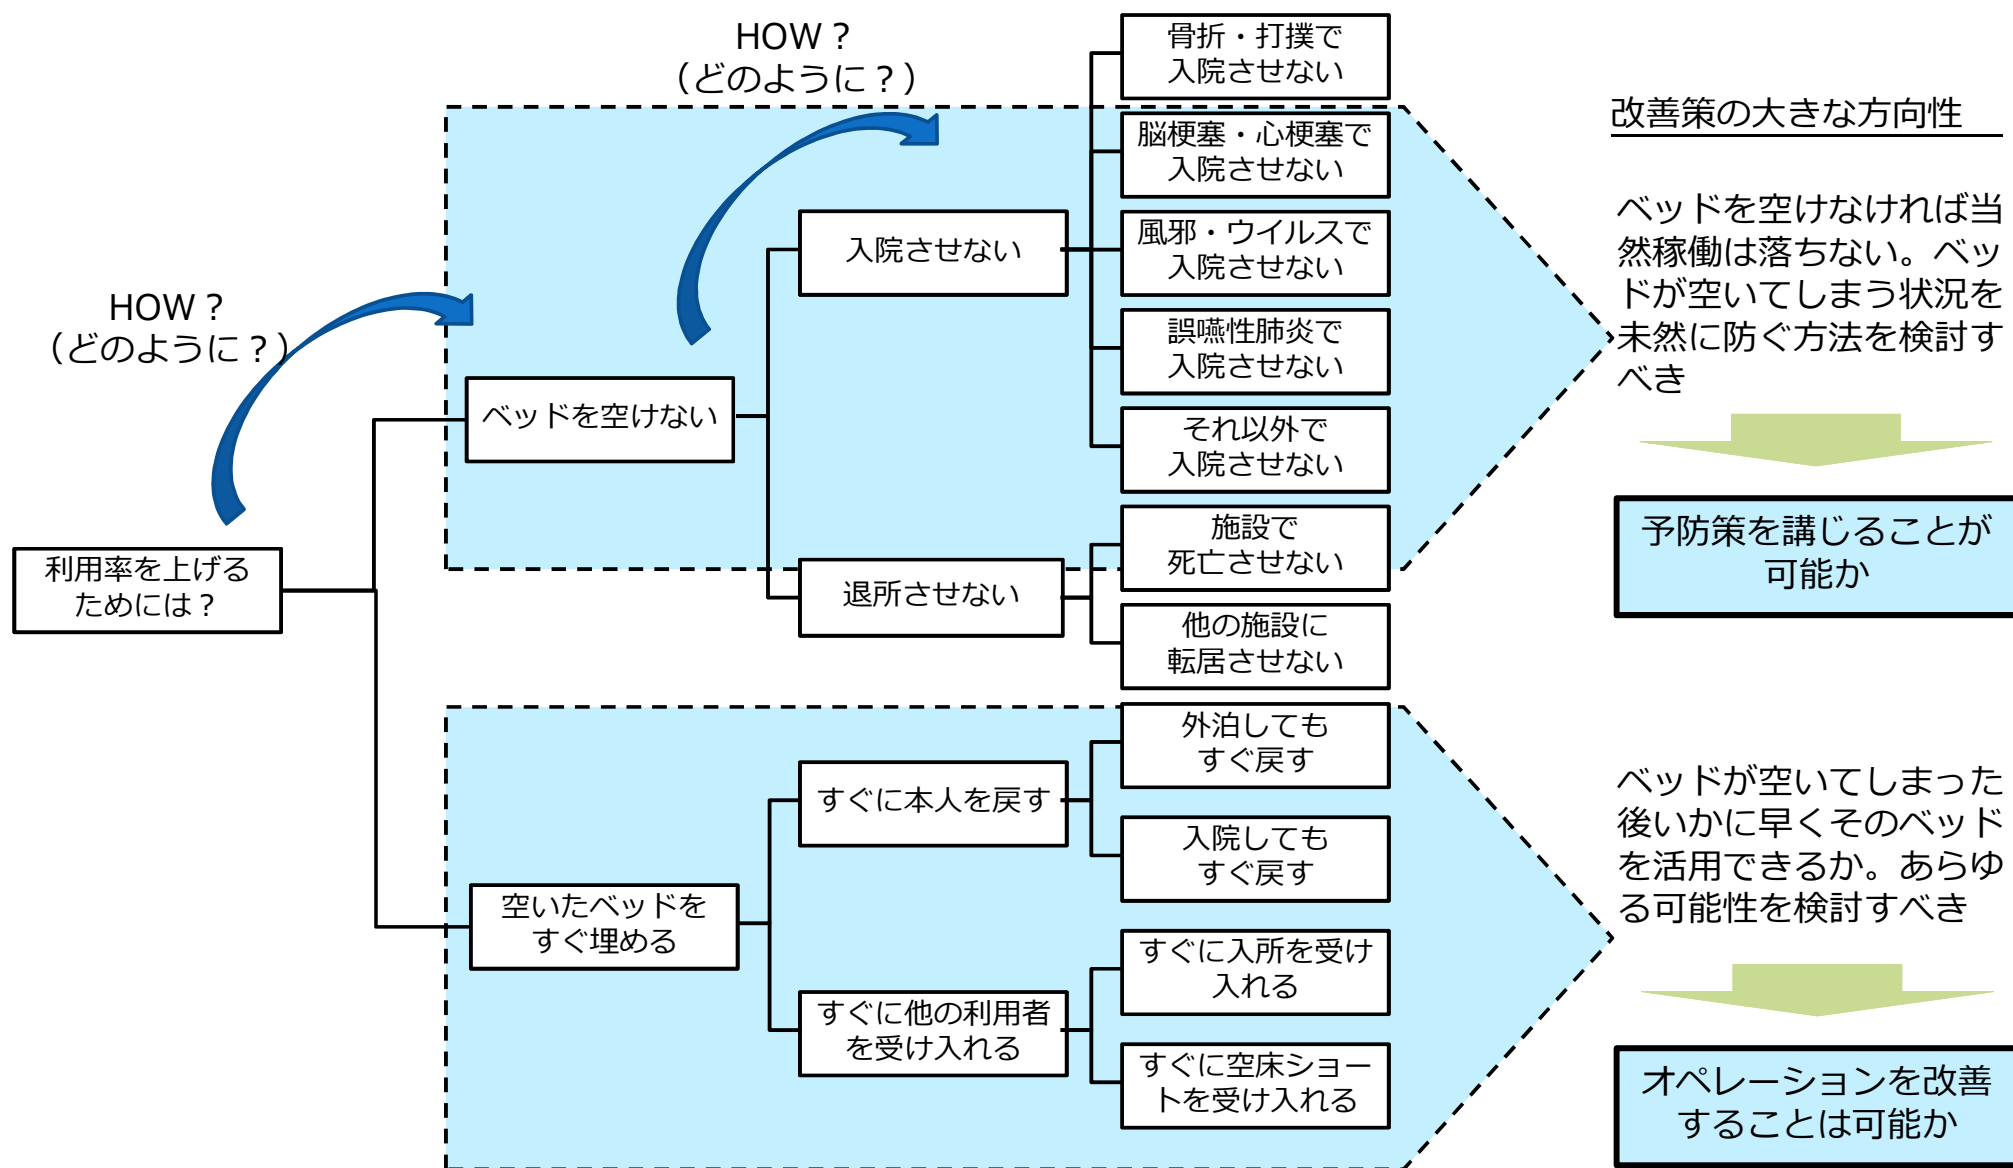 HOW？
（どのように？）
HOW？
（どのように？）
利用率を上げる
ためには？
ベッドを空けない
入院させない
骨折・打撲で
入院させない
脳梗塞・心梗塞で
入院させない
風邪・ウイルスで
入院させない
誤嚥性肺炎で
入院させない
それ以外で
入院させない
退所させない
施設で
死亡させない
他の施設に
転居させない
空いたベッドを
すぐ埋める
すぐに本人を戻す
外泊しても
すぐ戻す
入院しても
すぐ戻す
すぐに他の利用者
を受け入れる
すぐに入所を受け
入れる
すぐに空床ショー
トを受け入れる
改善策の大きな方向性
ベッドを空けなければ当
然稼働は落ちない。ベッ
ドが空いてしまう状況を
未然に防ぐ方法を検討す
べき
予防策を講じることが
可能か
ベッドが空いてしまった
後いかに早くそのベッド
を活用できるか。あらゆ
る可能性を検討すべき
オペレーションを改善
することは可能か